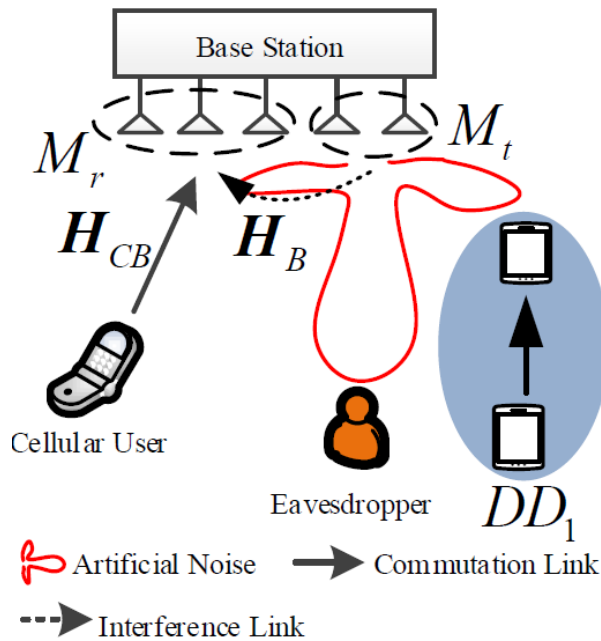 Base Station
M_r
M_t
H_CB
H_B
Cellular User
Eavesdropper
DD_1
Artificial Noise
Commutation Link
Interference Link